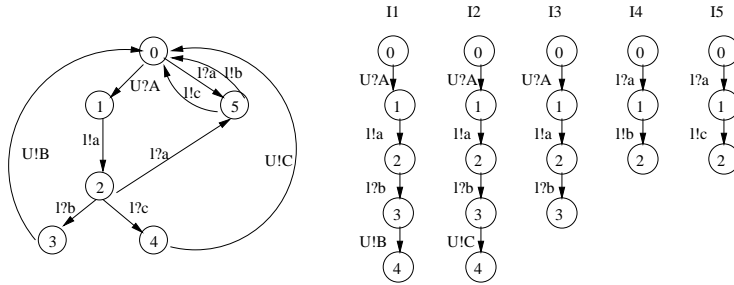 I1 I2 I3 I4 I5
0 0 0 0 0 0
l?a l!b
U?A U?A U?A U?A l?a l?a
l!c
1 5 1 1 1 1 1
l!a l!a l!a l!a l!b l!c
l?a
U!B U!C
2 2 2 2 2 2
l?b l?c l?b l?b l?b
3 4 3 3 3
U!B U!C
4 4